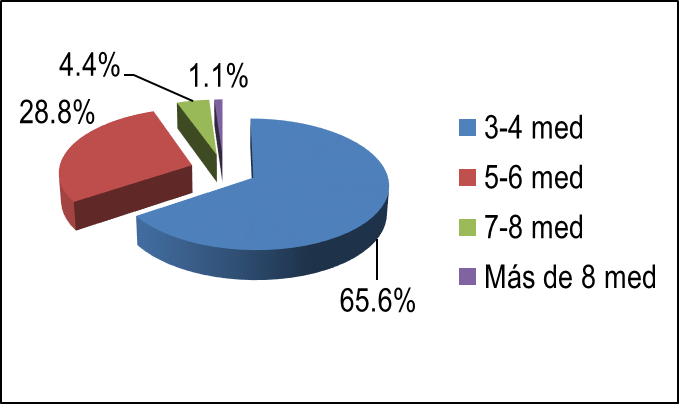 4.4%
1.1%
28.8%
65.6%
3-4 med
5-6 med
7-8 med
Más de 8 med